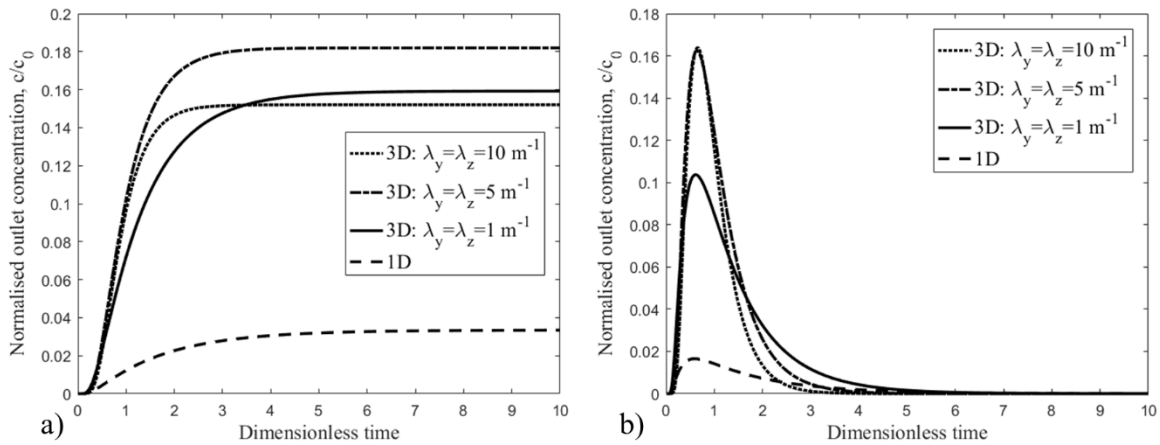 Normalised outlet concentration, c/c₀
0.2
0.18
0.16
0.14
0.12
0.1
0.08
0.06
0.04
0.02
0
3D: λy=λz=10 m⁻¹
3D: λy=λz=5 m⁻¹
3D: λy=λz=1 m⁻¹
1D
0 1 2 3 4 5 6 7 8 9 10
Dimensionless time
a)
Normalised outlet concentration, c/c₀
0.18
0.16
0.14
0.12
0.1
0.08
0.06
0.04
0.02
0
3D: λy=λz=10 m⁻¹
3D: λy=λz=5 m⁻¹
3D: λy=λz=1 m⁻¹
1D
0 1 2 3 4 5 6 7 8 9 10
Dimensionless time
b)